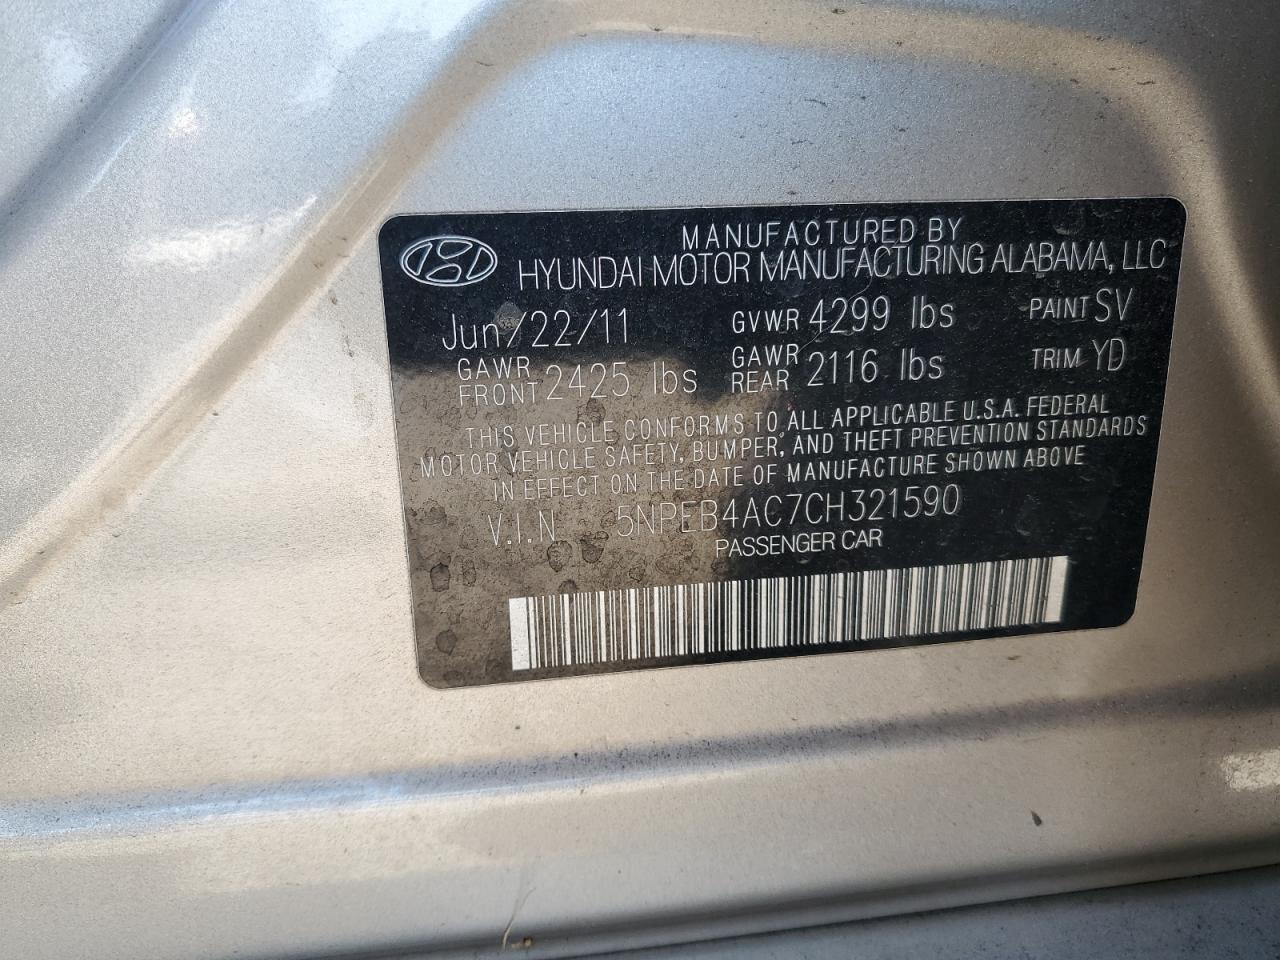 MANUFACTURED BY
HYUNDAI MOTOR MANUFACTURING ALABAMA, LLC
Jun/22/11 GVWR 4299 lbs PAINT SV
GAWR FRONT 2425 lbs GAWR REAR 2116 lbs TRIM YD
THIS VEHICLE CONFORMS TO ALL APPLICABLE U.S.A. FEDERAL
MOTOR VEHICLE SAFETY, BUMPER, AND THEFT PREVENTION STANDARDS
IN EFFECT ON THE DATE OF MANUFACTURE SHOWN ABOVE
V.I.N 5NPEB4AC7CH321590
PASSENGER CAR